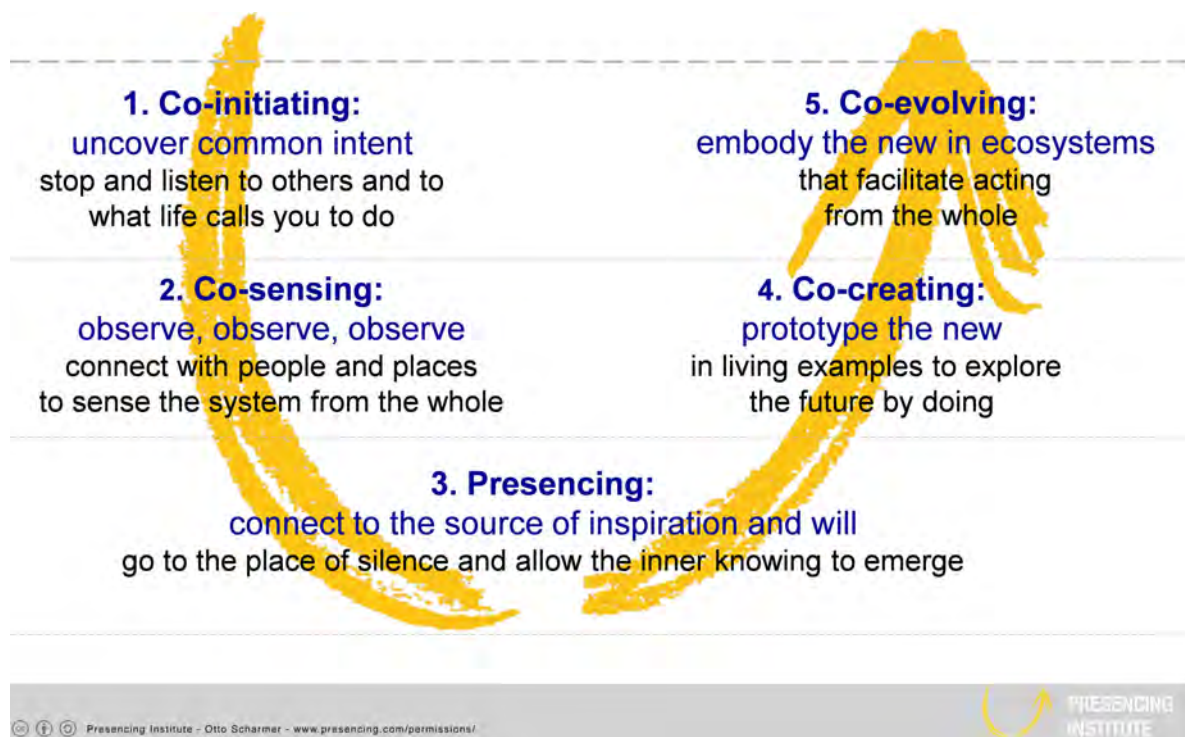 1. Co-initiating:
uncover common intent
stop and listen to others and to
what life calls you to do
2. Co-sensing:
observe, observe, observe
connect with people and places
to sense the system from the whole
3. Presencing:
connect to the source of inspiration and will
go to the place of silence and allow the inner knowing to emerge
4. Co-creating:
prototype the new
in living examples to explore
the future by doing
5. Co-evolving:
embody the new in ecosystems
that facilitate acting
from the whole
cc Presencing Institute - Otto Scharmer - www.presencing.com/permissions/
PRESENCING
INSTITUTE